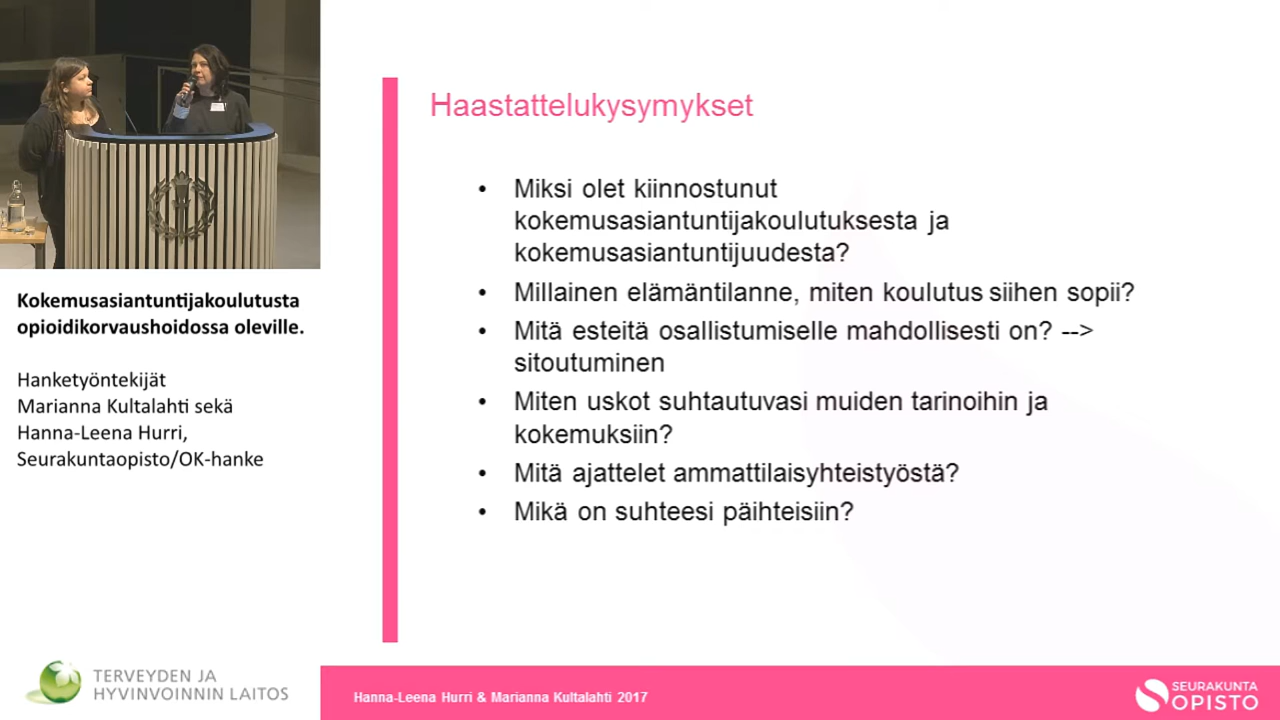 Kokemusasiantuntijakoulutusta
opioidikorvaushoidossa oleville.
Hanketyöntekijät
Marianna Kultalahti sekä
Hanna-Leena Hurri,
Seurakuntaopisto/OK-hanke
TERVEYDEN JA
HYVINVOINNIN LAITOS
Haastattelukysymykset
• Miksi olet kiinnostunut
kokemusasiantuntijakoulutuksesta ja
kokemusasiantuntijuudesta?
• Millainen elämäntilanne, miten koulutus siihen sopii?
• Mitä esteitä osallistumiselle mahdollisesti on? -->
sitoutuminen
• Miten uskot suhtautuvasi muiden tarinoihin ja
kokemuksiin?
• Mitä ajattelet ammattilaisyhteistyöstä?
• Mikä on suhteesi päihteisiin?
Hanna-Leena Hurri & Marianna Kultalahti 2017
SEURAKUNTA
OPISTO